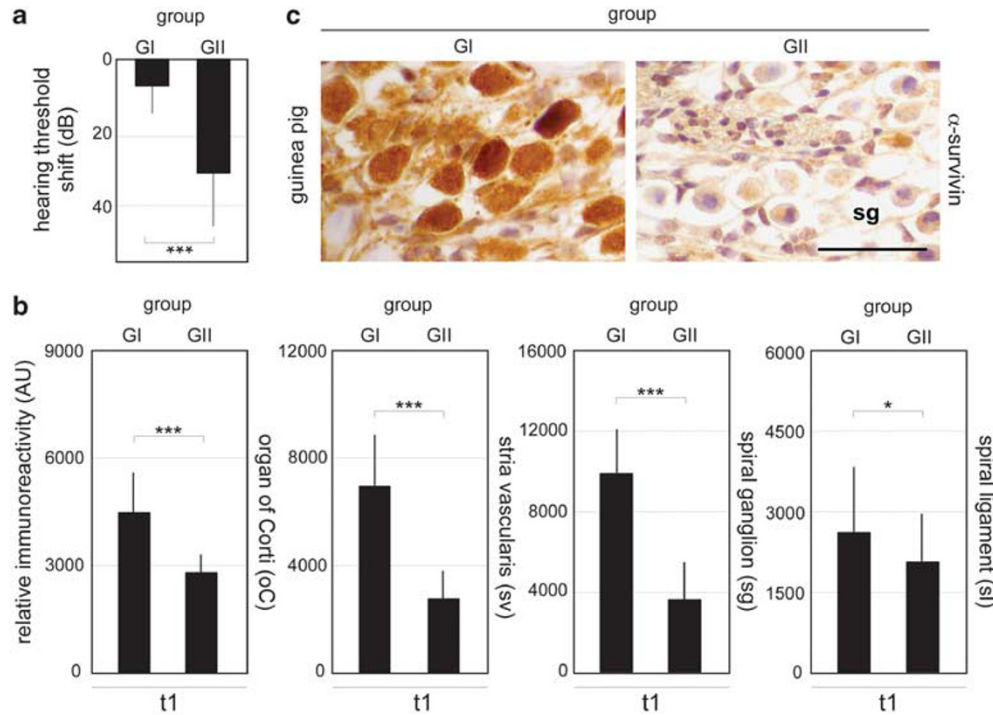 a
group
GI GII
0
20
40
hearing threshold
shift (dB)
***
c
group
GI GII
guinea pig
sg
α-survivin
b
relative immunoreactivity (AU)
group
GI GII
9000
6000
3000
0
***
t1
organ of Corti (oC)
group
GI GII
12000
8000
4000
0
***
t1
stria vascularis (sv)
group
GI GII
16000
12000
8000
4000
0
***
t1
spiral ganglion (sg)
group
GI GII
6000
4500
3000
1500
0
*
t1
spiral ligament (sl)